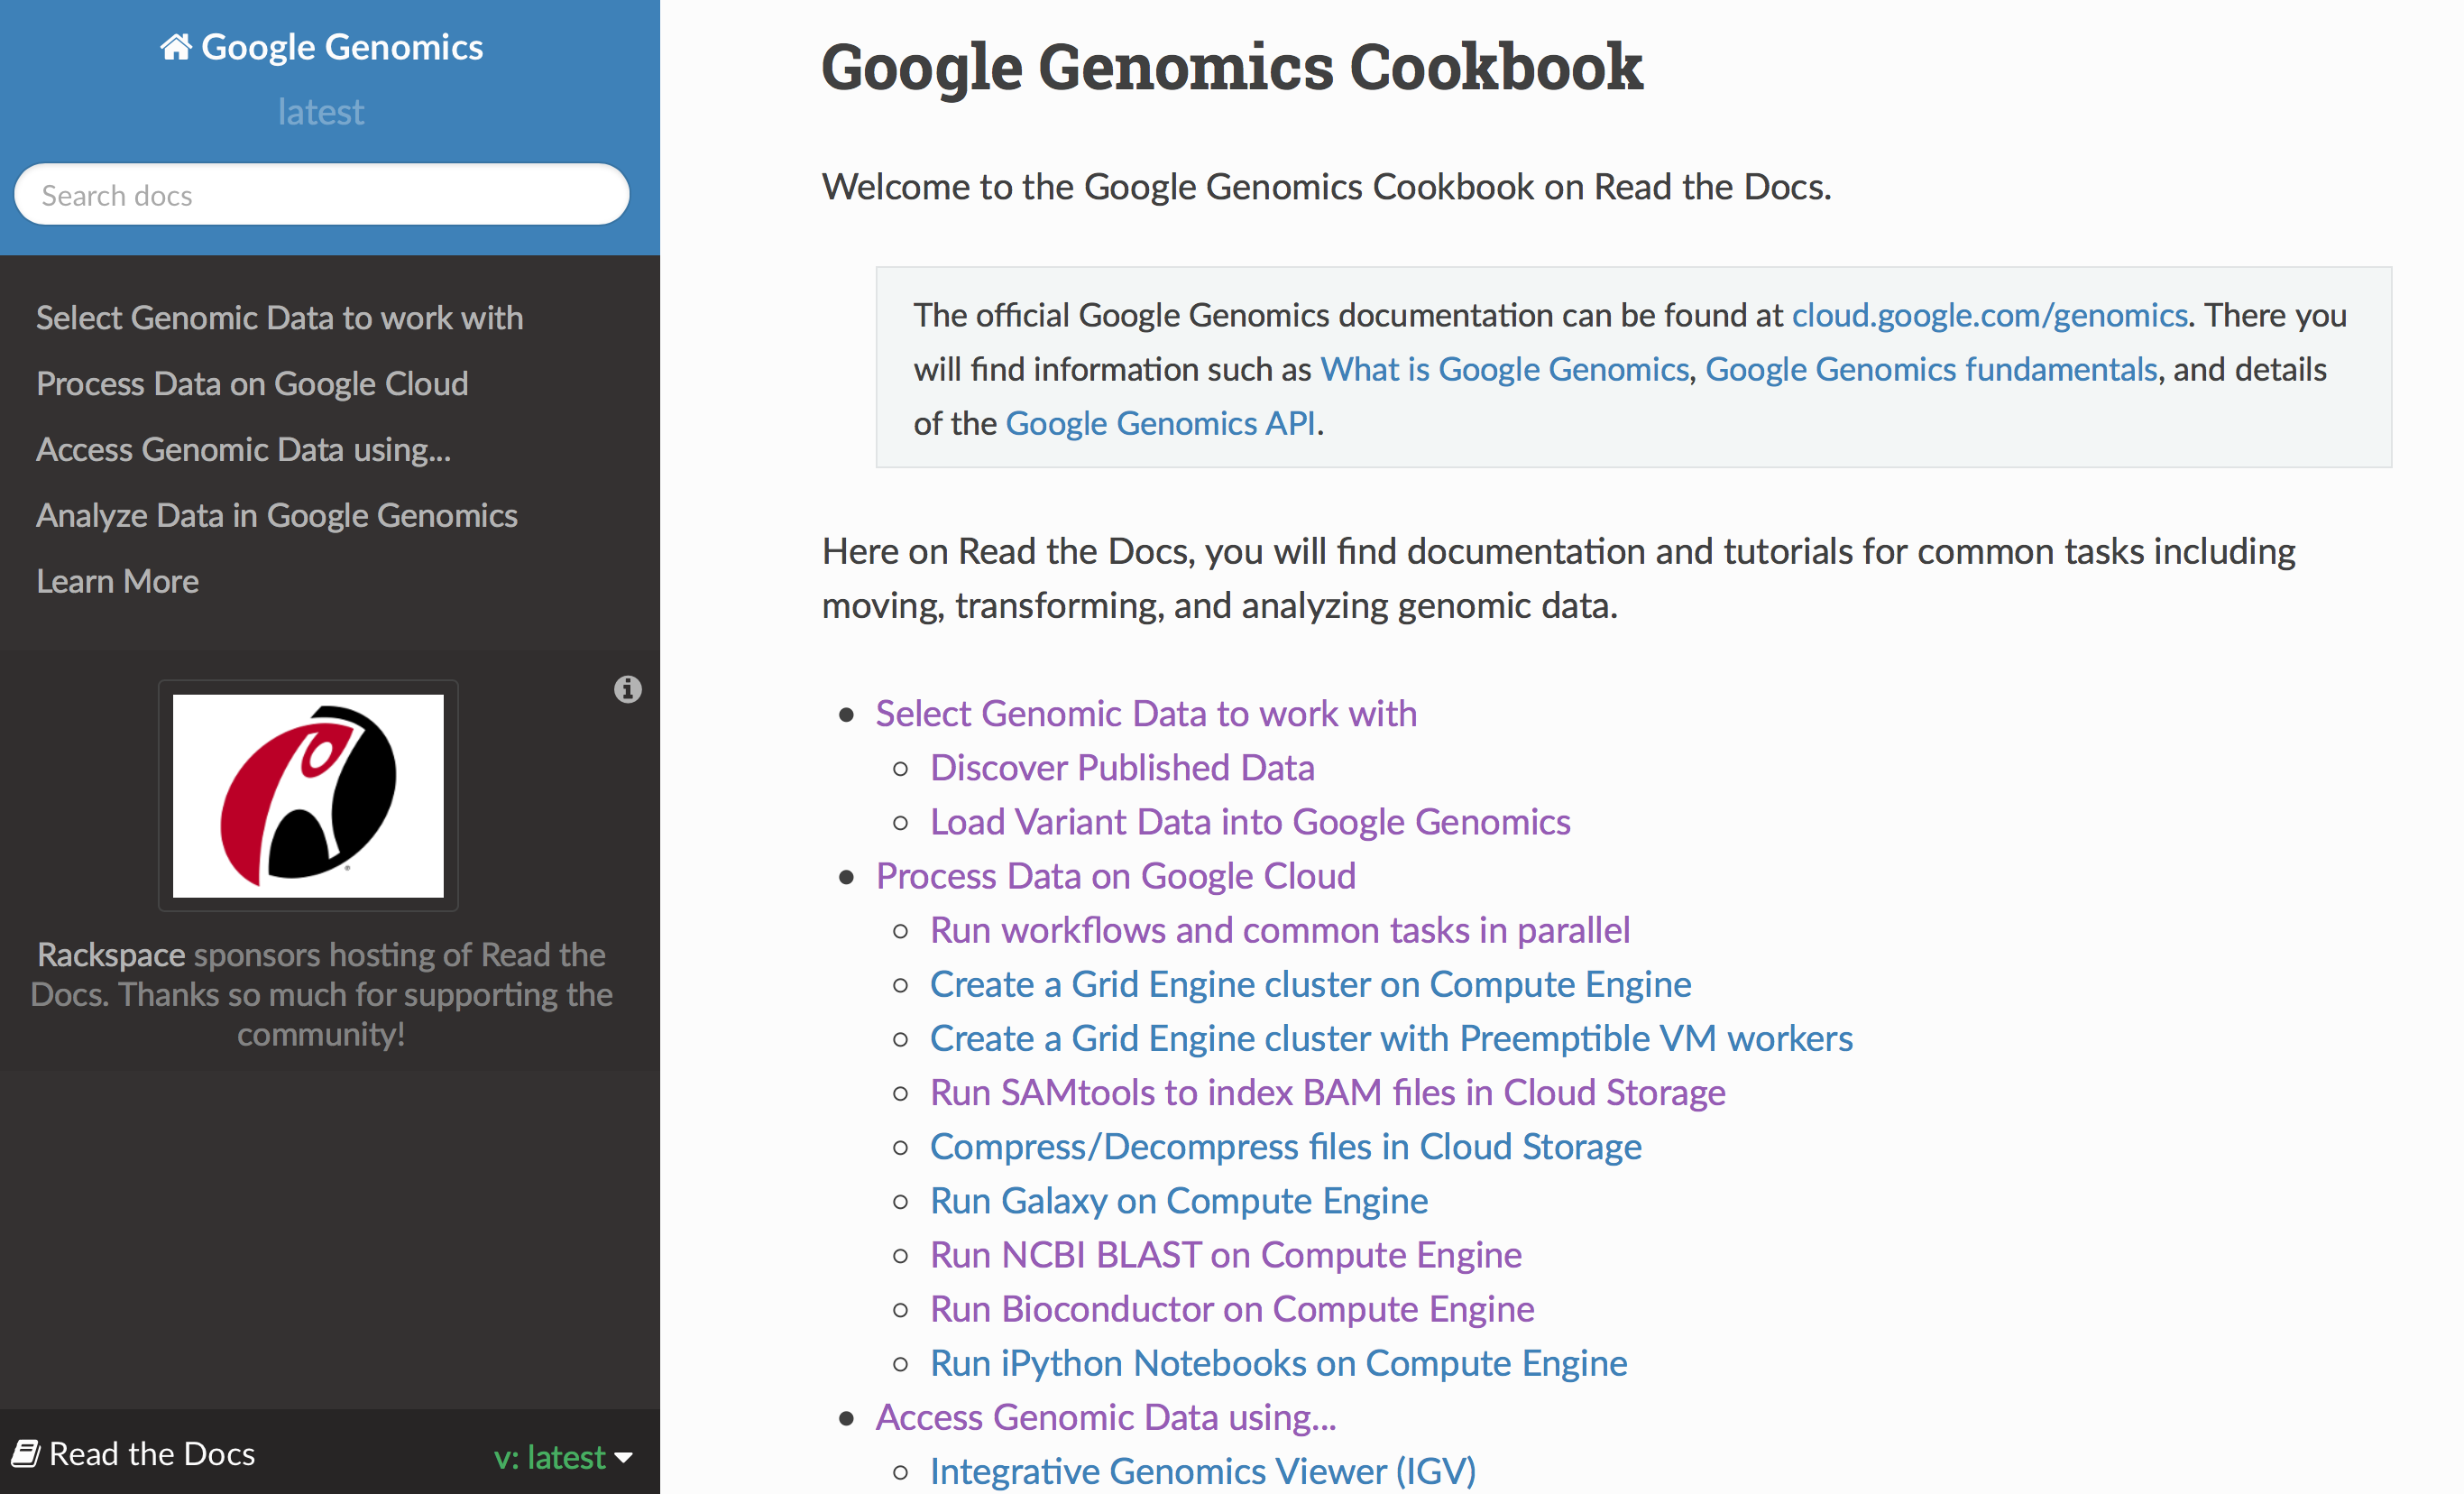 Google Genomics
latest
Search docs
Select Genomic Data to work with
Process Data on Google Cloud
Access Genomic Data using...
Analyze Data in Google Genomics
Learn More
Rackspace sponsors hosting of Read the
Docs. Thanks so much for supporting the
community!
Read the Docs
v: latest
Google Genomics Cookbook
Welcome to the Google Genomics Cookbook on Read the Docs.
The official Google Genomics documentation can be found at cloud.google.com/genomics. There you
will find information such as What is Google Genomics, Google Genomics fundamentals, and details
of the Google Genomics API.
Here on Read the Docs, you will find documentation and tutorials for common tasks including
moving, transforming, and analyzing genomic data.
Select Genomic Data to work with
Discover Published Data
Load Variant Data into Google Genomics
Process Data on Google Cloud
Run workflows and common tasks in parallel
Create a Grid Engine cluster on Compute Engine
Create a Grid Engine cluster with Preemptible VM workers
Run SAMtools to index BAM files in Cloud Storage
Compress/Decompress files in Cloud Storage
Run Galaxy on Compute Engine
Run NCBI BLAST on Compute Engine
Run Bioconductor on Compute Engine
Run iPython Notebooks on Compute Engine
Access Genomic Data using...
Integrative Genomics Viewer (IGV)